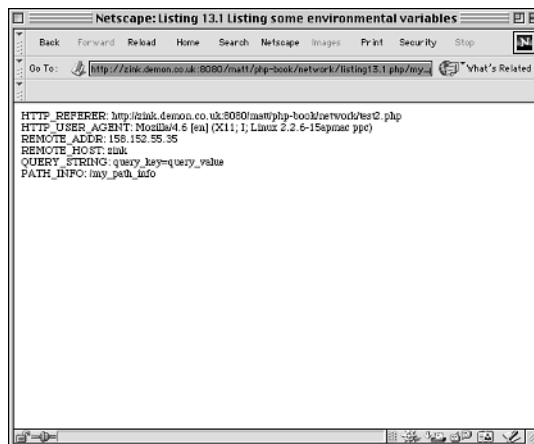 Netscape: Listing 13.1 Listing some environmental variables
Back Forward Reload Home Search Netscape Images Print Security Stop N
Go To: http://zink.demon.co.uk:8080/matt/php-book/network/listing13.1.php/my_ What's Related
HTTP_REFERER: http://zink.demon.co.uk:8080/matt/php-book/network/test2.php
HTTP_USER_AGENT: Mozilla/4.6 [en] (X11; I; Linux 2.2.6-15apmac ppc)
REMOTE_ADDR: 158.152.55.35
REMOTE_HOST: zink
QUERY_STRING: query_key=query_value
PATH_INFO: /my_path_info